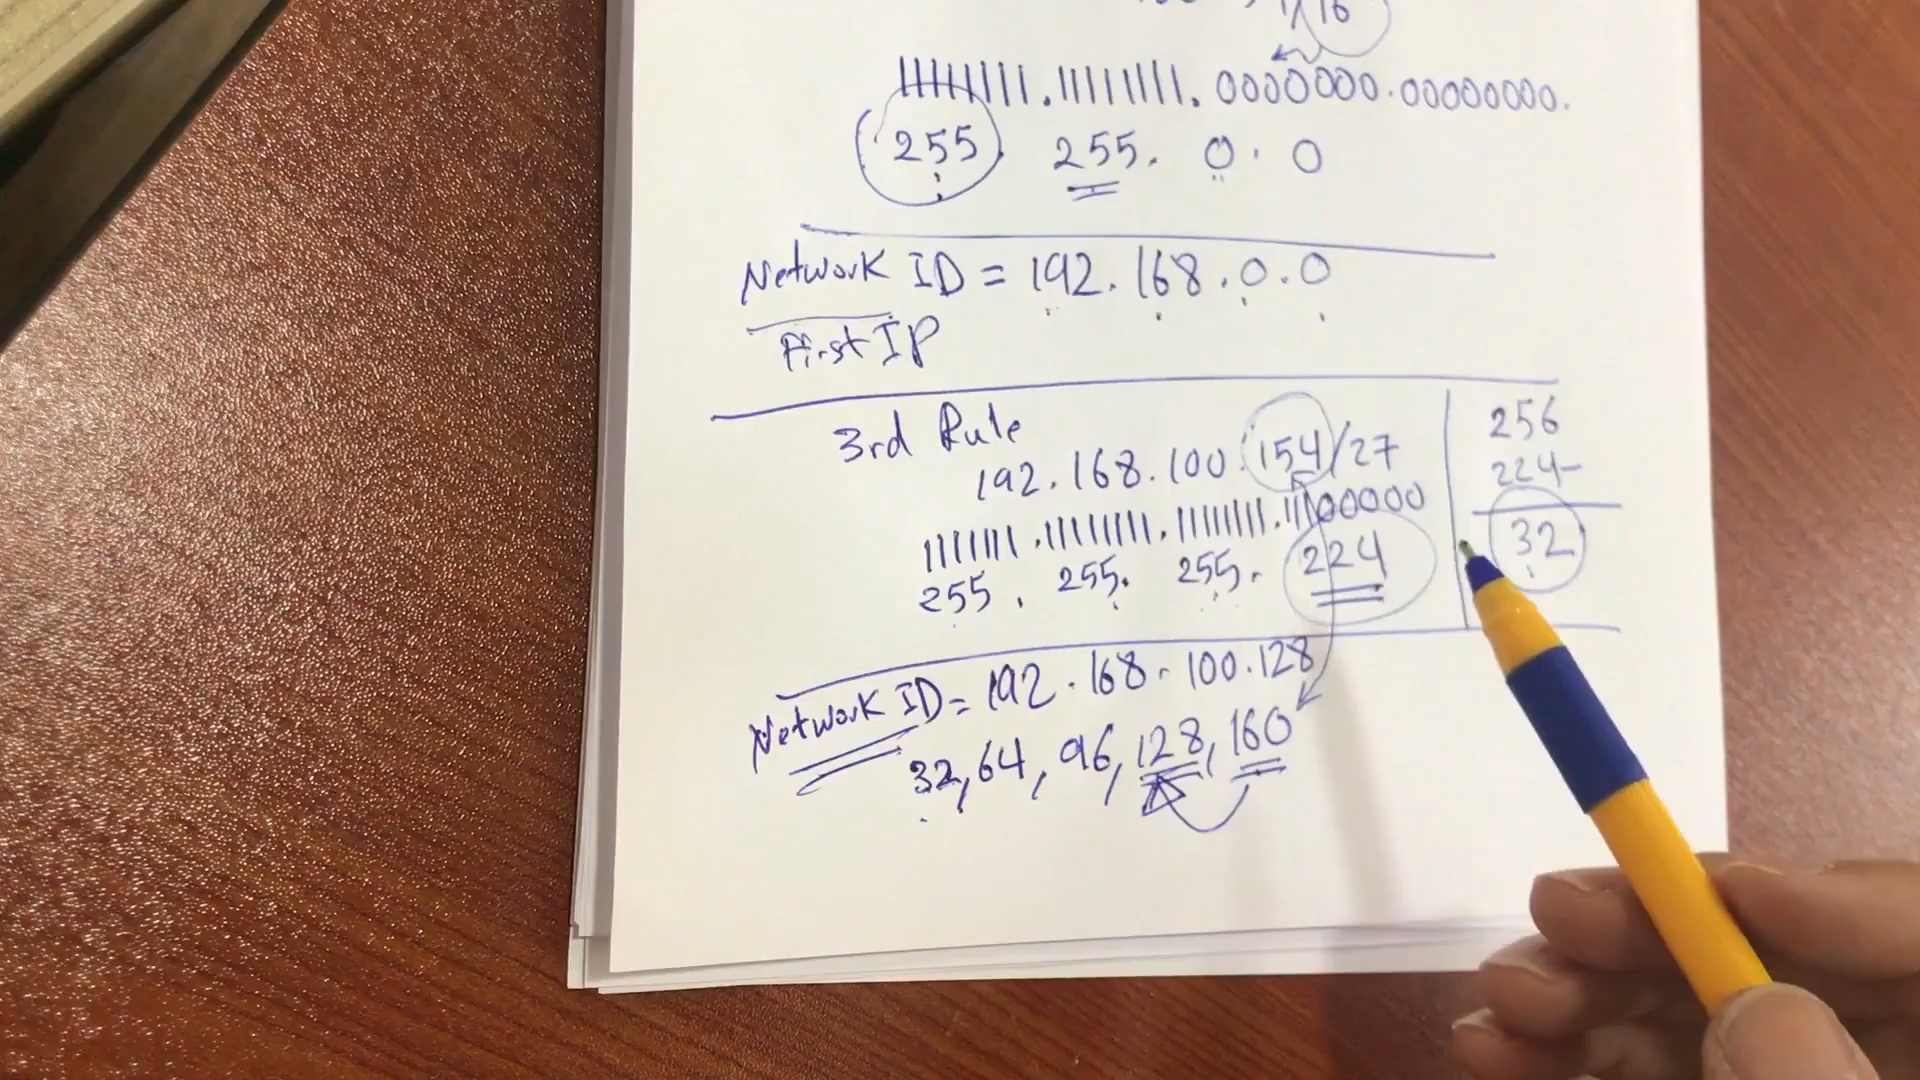 /16
11111111.11111111.00000000.00000000.
255. 255. 0. 0
Network ID = 192.168.0.0
First IP
3rd Rule
192.168.100.154/27
11111111.11111111.11111111.11100000
255. 255. 255. 224
256
224-
32
Network ID = 192.168.100.128
32, 64, 96, 128, 160